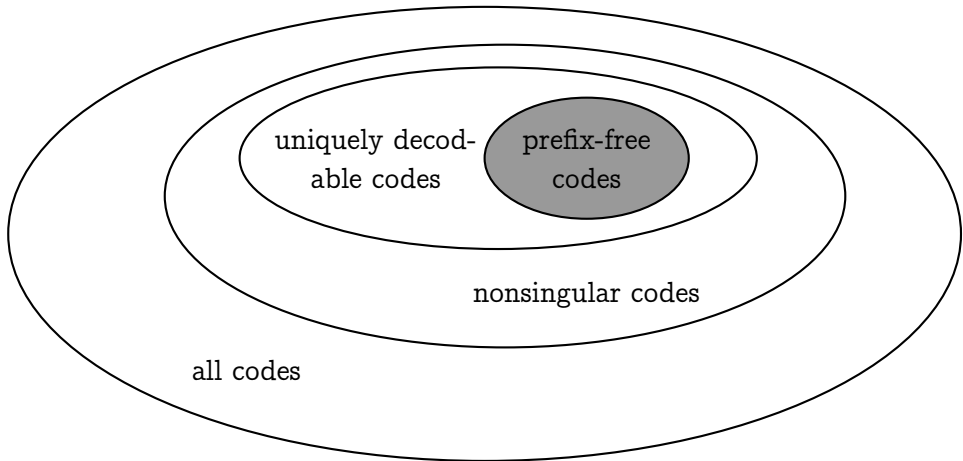 uniquely decod-
able codes
prefix-free
codes
nonsingular codes
all codes